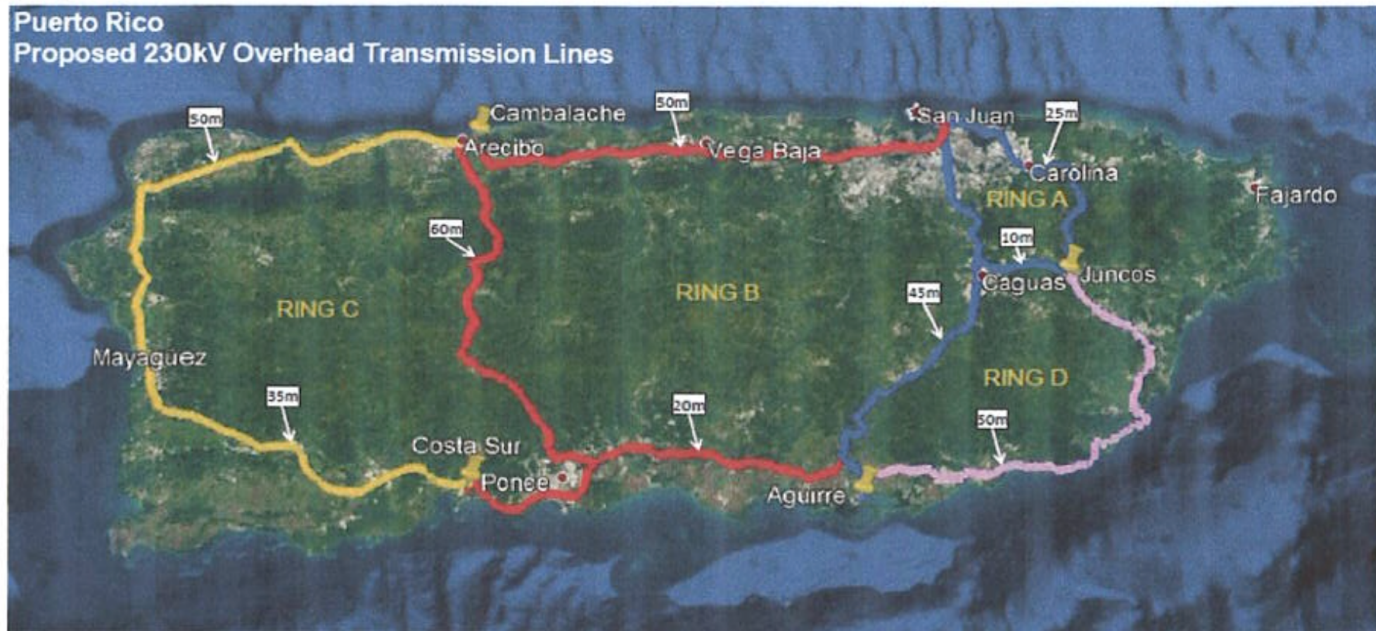 Puerto Rico
Proposed 230kV Overhead Transmission Lines
Cambalache
50m
50m
San Juan
25m
Arecibo
Vega Baja
Carolina
Fajardo
RING A
60m
10m
Juncos
Caguas
RING C
RING B
45m
Mayagüez
RING D
35m
20m
50m
Costa Sur
Ponce
Aguirre